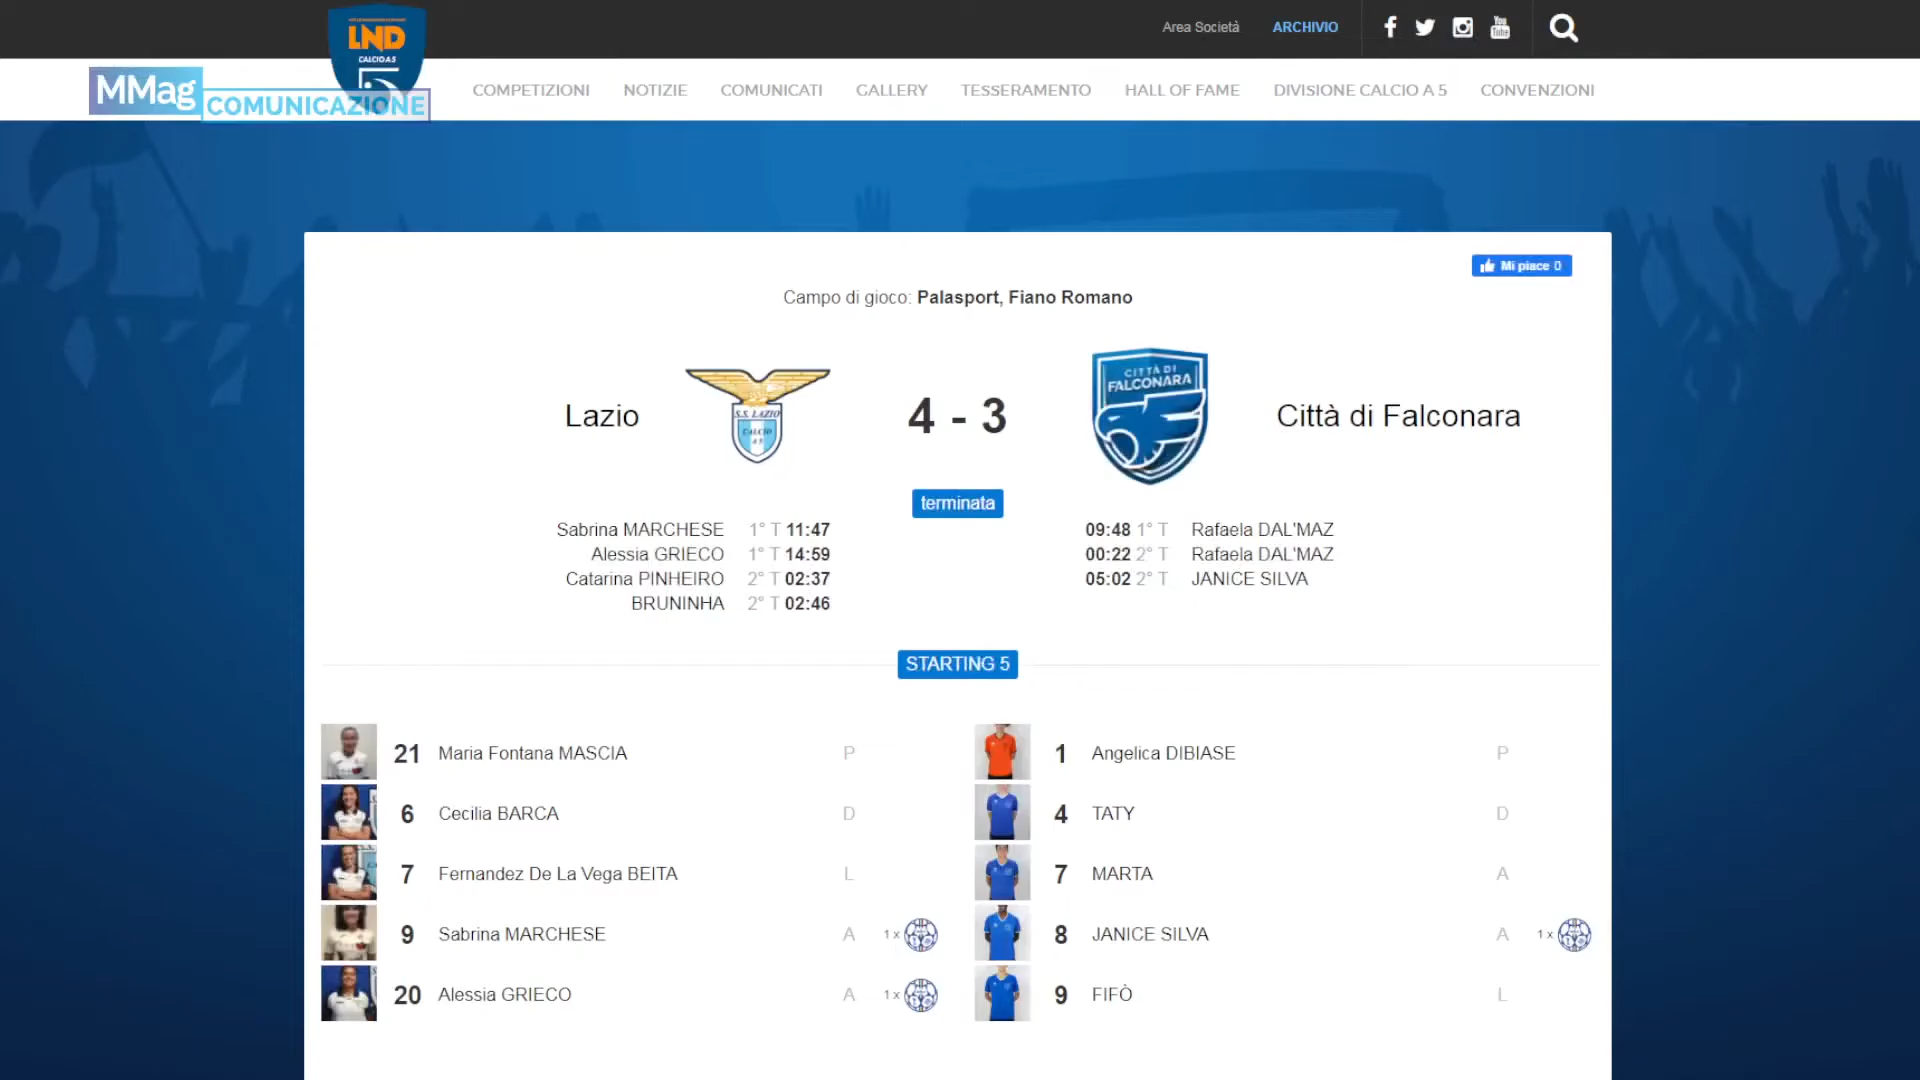 Area Società ARCHIVIO
LND
CALCIO A 5
MMag
COMUNICAZIONE
COMPETIZIONI NOTIZIE COMUNICATI GALLERY TESSERAMENTO HALL OF FAME DIVISIONE CALCIO A 5 CONVENZIONI
Mi piace 0
Campo di gioco: Palasport, Fiano Romano
Lazio
S.S. LAZIO
CALCIO
A 5
4 - 3
CITTÀ DI
FALCONARA
Città di Falconara
terminata
Sabrina MARCHESE 1° T 11:47
Alessia GRIECO 1° T 14:59
Catarina PINHEIRO 2° T 02:37
BRUNINHA 2° T 02:46
09:48 1° T Rafaela DAL'MAZ
00:22 2° T Rafaela DAL'MAZ
05:02 2° T JANICE SILVA
STARTING 5
21 Maria Fontana MASCIA P
6 Cecilia BARCA D
7 Fernandez De La Vega BEITA L
9 Sabrina MARCHESE A 1 x
20 Alessia GRIECO A 1 x
1 Angelica DIBIASE P
4 TATY D
7 MARTA A
8 JANICE SILVA A 1 x
9 FIFÒ L